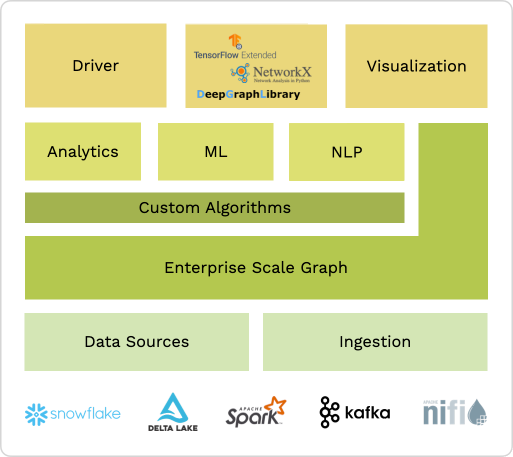 Driver
TensorFlow Extended
NetworkX
Network Analysis in Python
DeepGraphLibrary
Visualization
Analytics
ML
NLP
Custom Algorithms
Enterprise Scale Graph
Data Sources
Ingestion
snowflake
DELTA LAKE
APACHE
Spark
kafka
APACHE
nifi